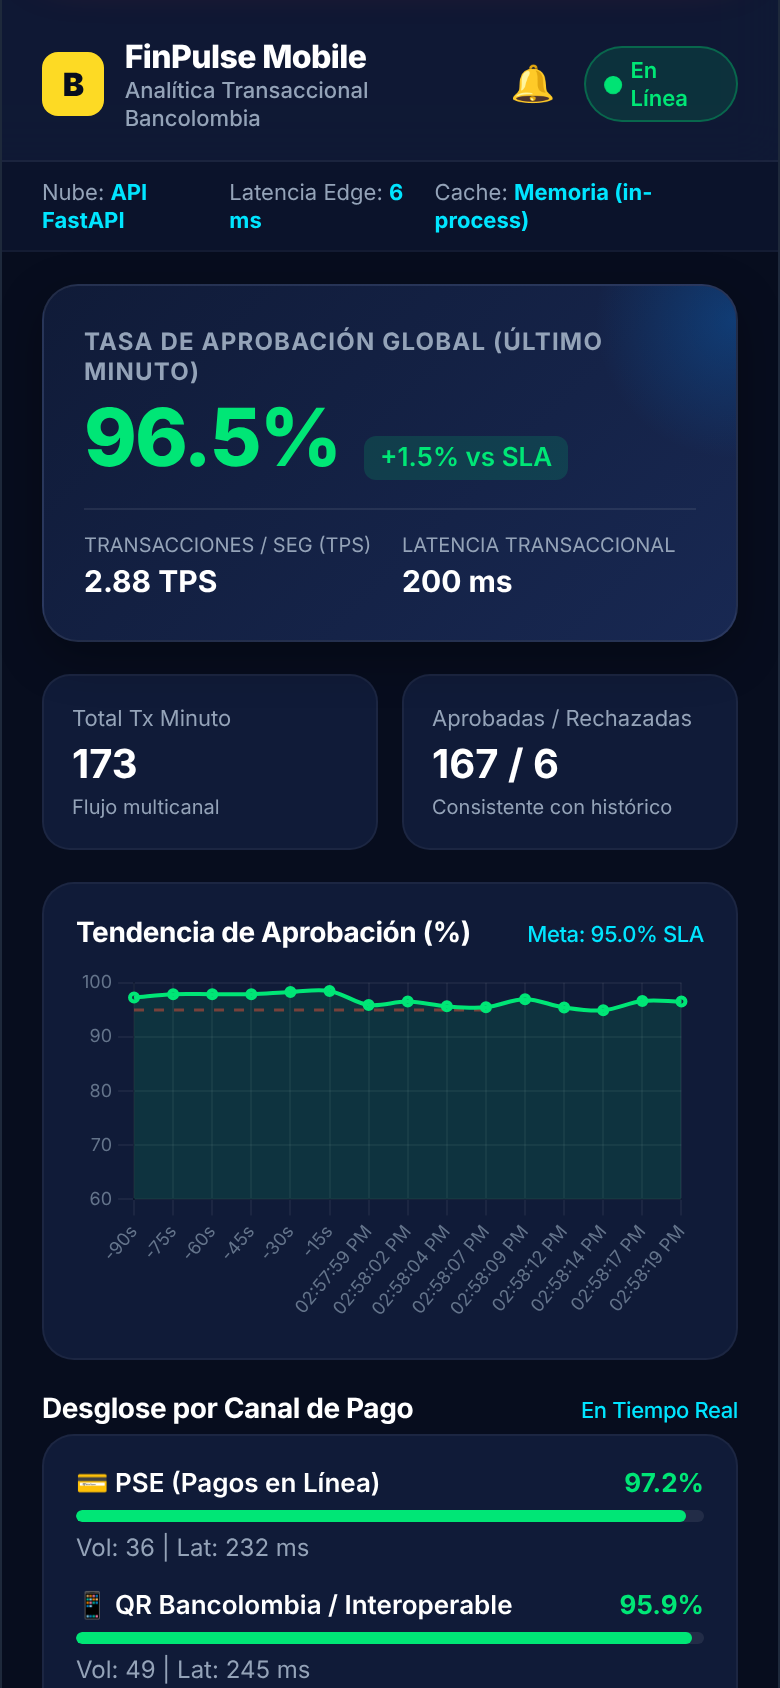 B
FinPulse Mobile
Analítica Transaccional
Bancolombia
En
Línea
Nube: API
FastAPI
Latencia Edge: 6
ms
Cache: Memoria (in-
process)
TASA DE APROBACIÓN GLOBAL (ÚLTIMO
MINUTO)
96.5%
+1.5% vs SLA
TRANSACCIONES / SEG (TPS)
2.88 TPS
LATENCIA TRANSACCIONAL
200 ms
Total Tx Minuto
173
Flujo multicanal
Aprobadas / Rechazadas
167 / 6
Consistente con histórico
Tendencia de Aprobación (%)
Meta: 95.0% SLA
100
90
80
70
60
-90s
-75s
-60s
-45s
-30s
-15s
02:57:59 PM
02:58:02 PM
02:58:04 PM
02:58:07 PM
02:58:09 PM
02:58:12 PM
02:58:14 PM
02:58:17 PM
02:58:19 PM
Desglose por Canal de Pago
En Tiempo Real
PSE (Pagos en Línea)
97.2%
Vol: 36 | Lat: 232 ms
QR Bancolombia / Interoperable
95.9%
Vol: 49 | Lat: 245 ms